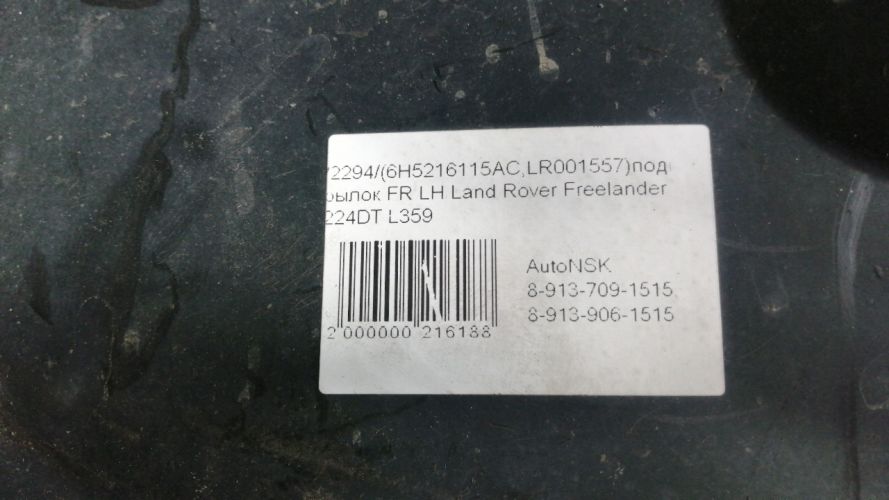 72294/(6H5216115AC,LR001557)под
рылок FR LH Land Rover Freelander
224DT L359
AutoNSK
8-913-709-1515
8-913-906-1515
2 000000 216188